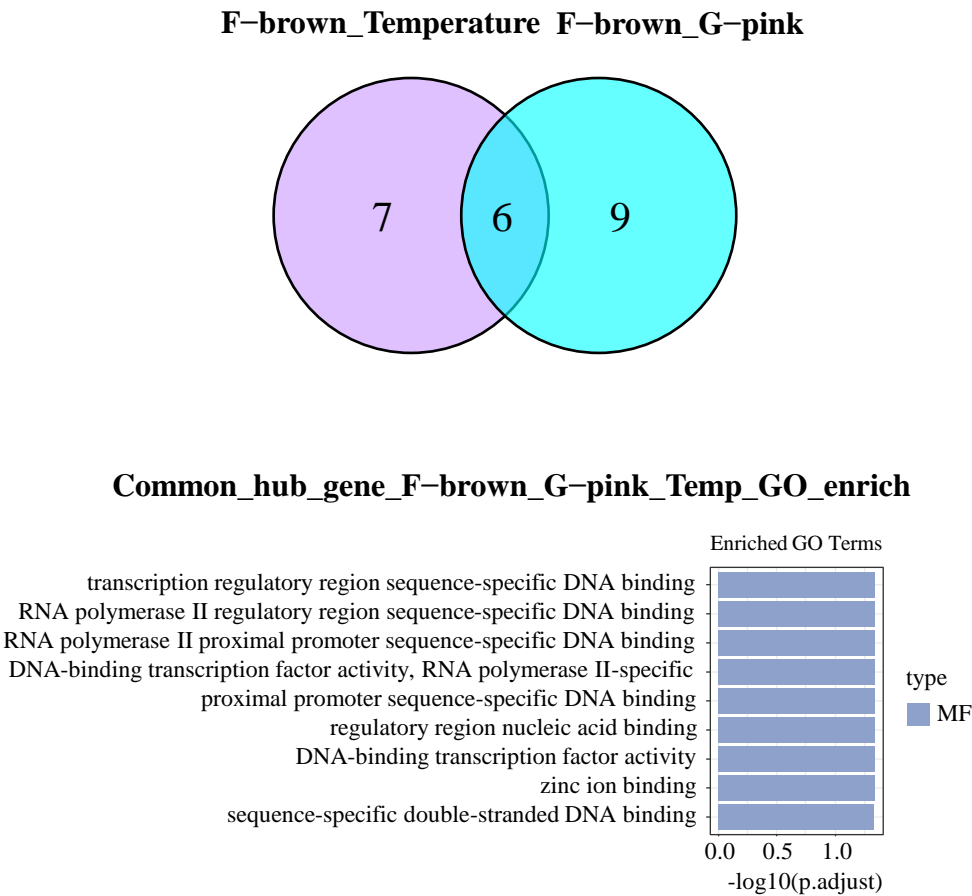 F−brown_Temperature F−brown_G−pink
7 6 9
Common_hub_gene_F−brown_G−pink_Temp_GO_enrich
Enriched GO Terms
transcription regulatory region sequence-specific DNA binding
RNA polymerase II regulatory region sequence-specific DNA binding
RNA polymerase II proximal promoter sequence-specific DNA binding
DNA-binding transcription factor activity, RNA polymerase II-specific
proximal promoter sequence-specific DNA binding
regulatory region nucleic acid binding
DNA-binding transcription factor activity
zinc ion binding
sequence-specific double-stranded DNA binding
0.0 0.5 1.0
-log10(p.adjust)
type
MF